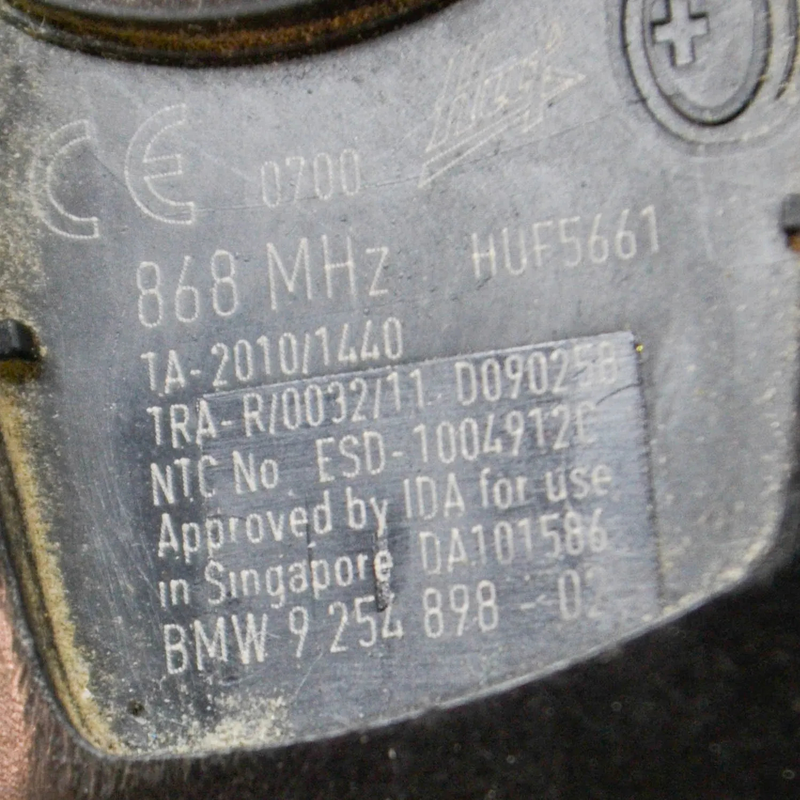 CE 0700
868 MHz HUF5661
TA-2010/1440
TRA-R/0032/11 D090258
NTC No ESD-1004912C
Approved by IDA for use
in Singapore DA101586
BMW 9 254 898 - 02